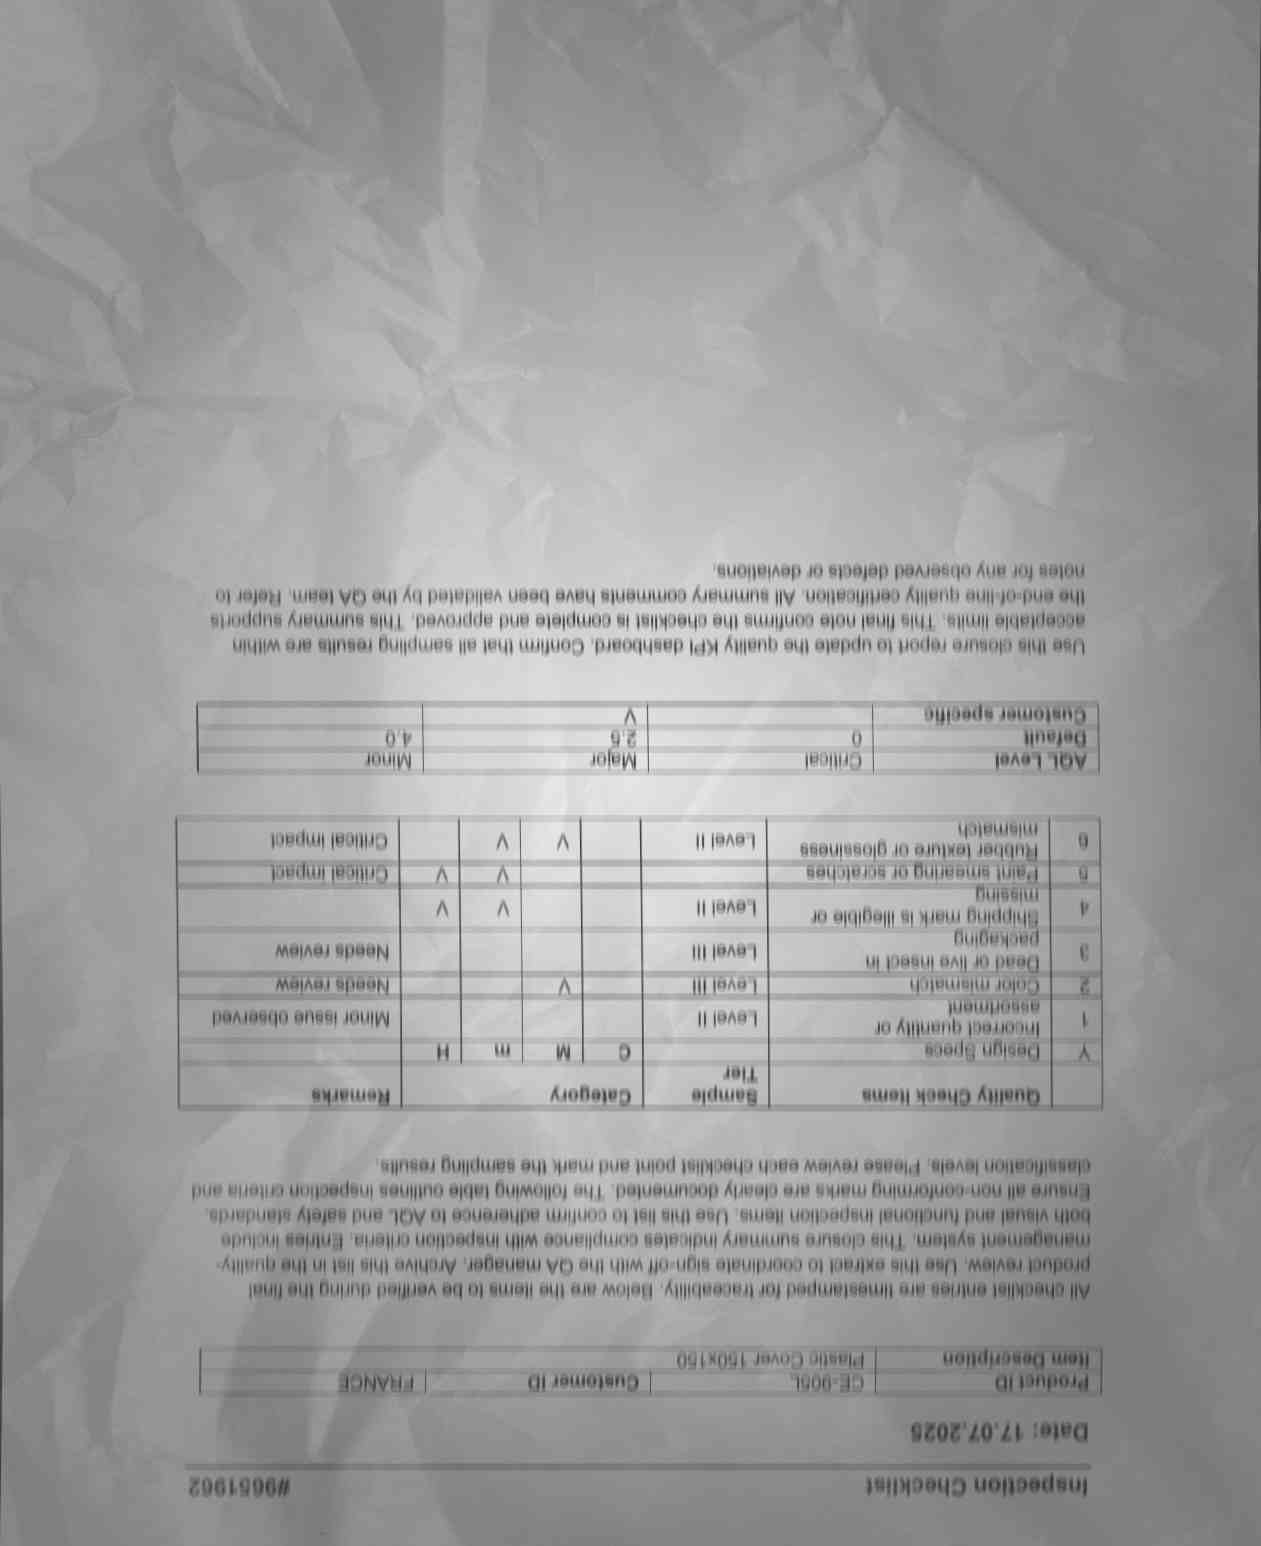 Inspection Checklist #9651962
Date: 17.07.2025
Product ID CE-905L Customer ID FRANCE
Item Description Plastic Cover 150x150
All checklist entries are timestamped for traceability. Below are the items to be verified during the final
product review. Use this extract to coordinate sign-off with the QA manager. Archive this list in the quality-
management system. This closure summary indicates compliance with inspection criteria. Entries include
both visual and functional inspection items. Use this list to confirm adherence to AQL and safety standards.
Ensure all non-conforming marks are clearly documented. The following table outlines inspection criteria and
classification levels. Please review each checklist point and mark the sampling results.
Quality Check Items Sample Tier Category Remarks
Y Design Specs C M m H
1 Incorrect quantity or assortment Level II Minor issue observed
2 Color mismatch Level III V Needs review
3 Dead or live insect in packaging Level III Needs review
4 Shipping mark is illegible or missing Level II V V
5 Paint smearing or scratches V V Critical impact
6 Rubber texture or glossiness mismatch Level II V V Critical impact
AQL Level Critical Major Minor
Default 0 2.5 4.0
Customer specific V
Use this closure report to update the quality KPI dashboard. Confirm that all sampling results are within
acceptable limits. This final note confirms the checklist is complete and approved. This summary supports
the end-of-line quality certification. All summary comments have been validated by the QA team. Refer to
notes for any observed defects or deviations.